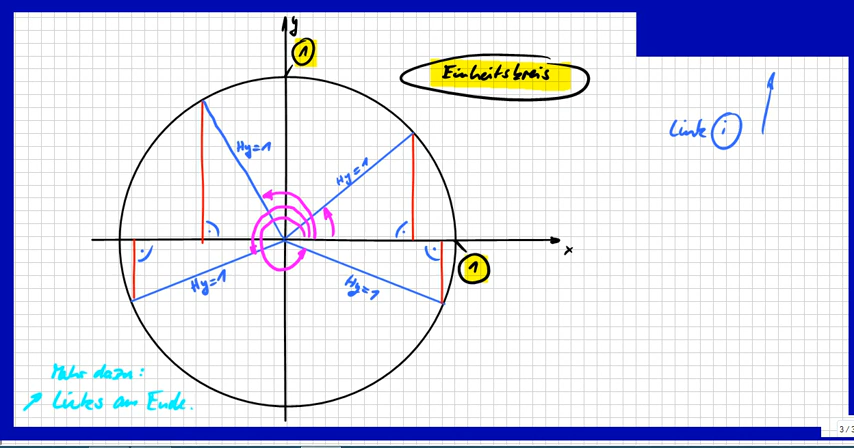 y
1
Einheitskreis
Link i
Hy=1
Hy=1
x
1
Hy=1
Hy=1
Mehr dazu:
Links am Ende.
3 / 3